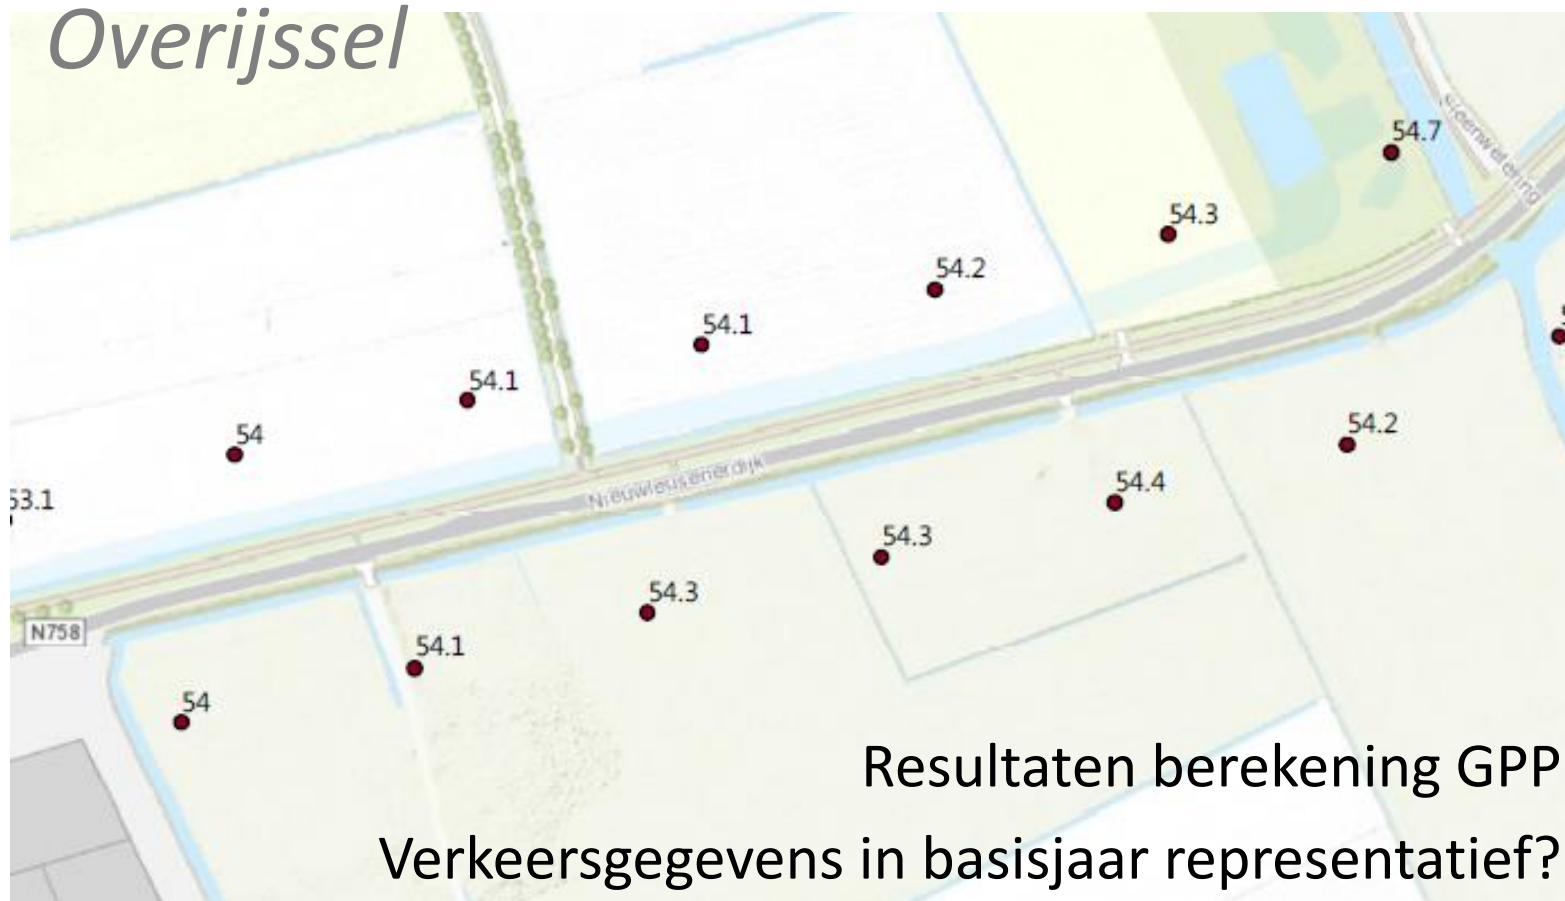 Overijssel
54.7
54.3
54.2
54.1
54.1
54
53.1
54.2
54.4
54.3
54.3
54.1
54
Steenwetering
Nieuwleusenerdijk
N758
Resultaten berekening GPP
Verkeersgegevens in basisjaar representatief?